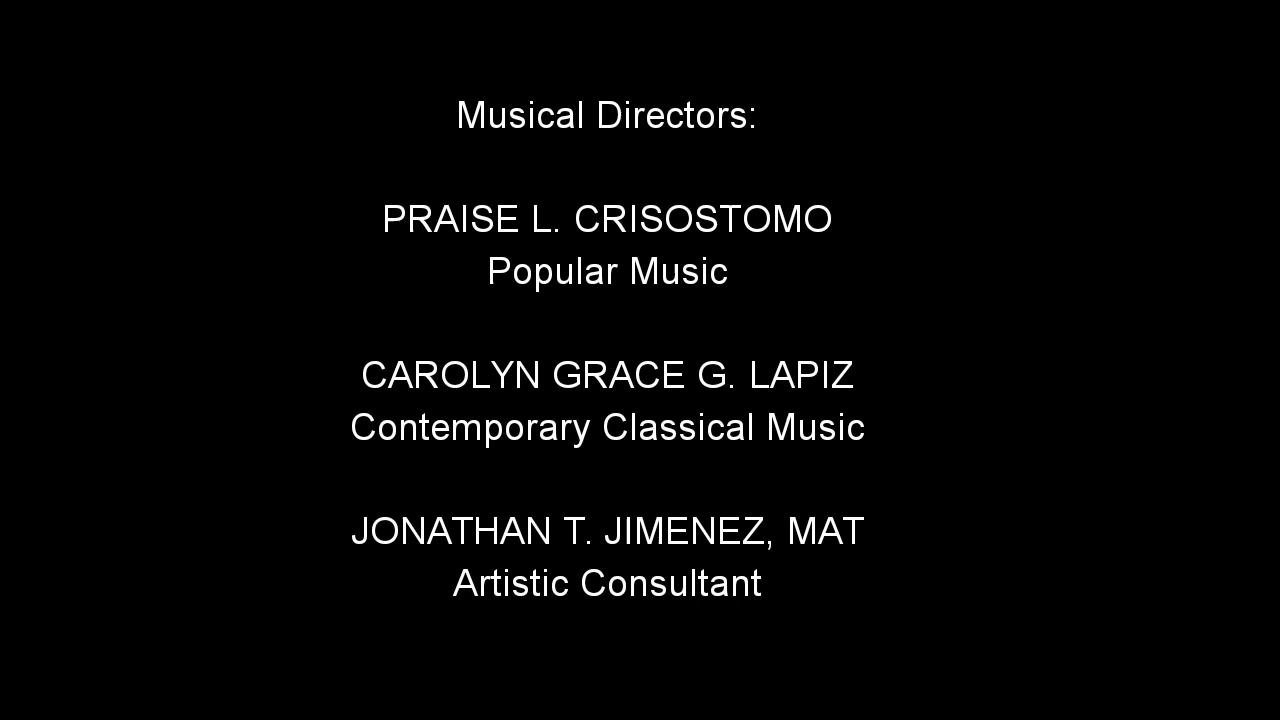 Musical Directors:
PRAISE L. CRISOSTOMO
Popular Music
CAROLYN GRACE G. LAPIZ
Contemporary Classical Music
JONATHAN T. JIMENEZ, MAT
Artistic Consultant